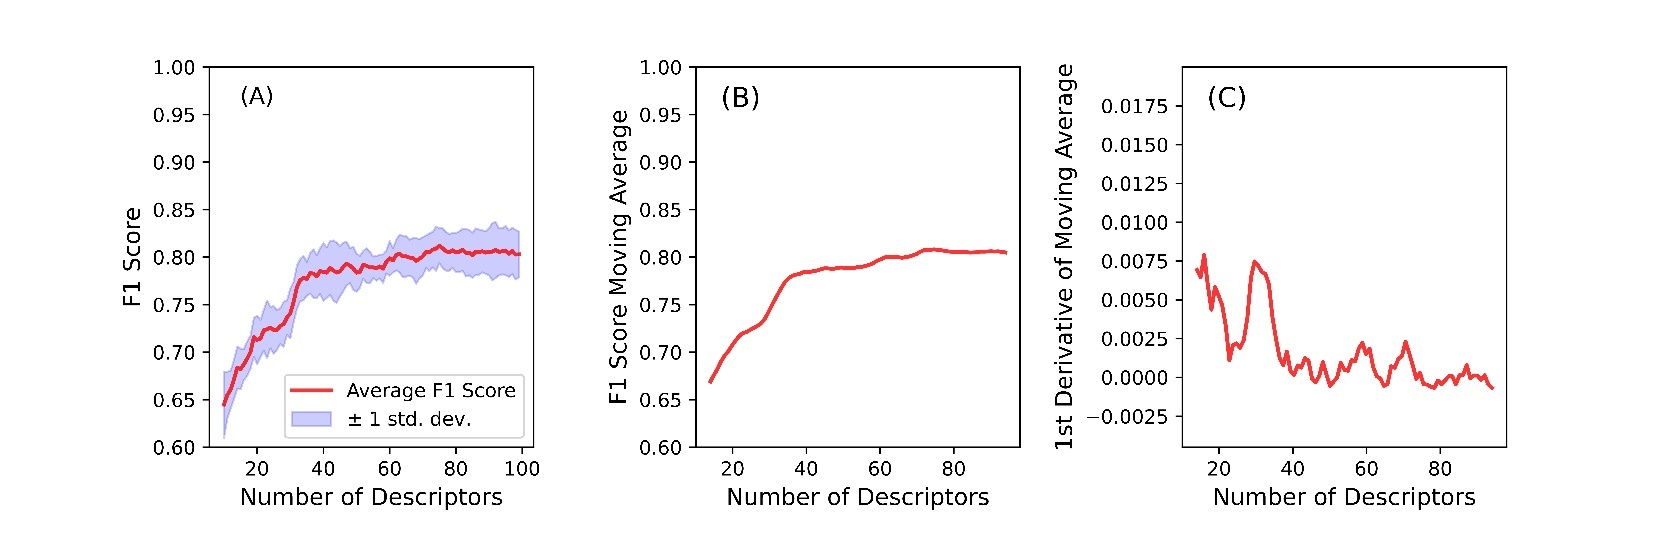 (A)
F1 Score
1.00
0.95
0.90
0.85
0.80
0.75
0.70
0.65
0.60
Average F1 Score
± 1 std. dev.
20 40 60 80 100
Number of Descriptors
(B)
F1 Score Moving Average
1.00
0.95
0.90
0.85
0.80
0.75
0.70
0.65
0.60
20 40 60 80
Number of Descriptors
(C)
1st Derivative of Moving Average
0.0175
0.0150
0.0125
0.0100
0.0075
0.0050
0.0025
0.0000
−0.0025
20 40 60 80
Number of Descriptors